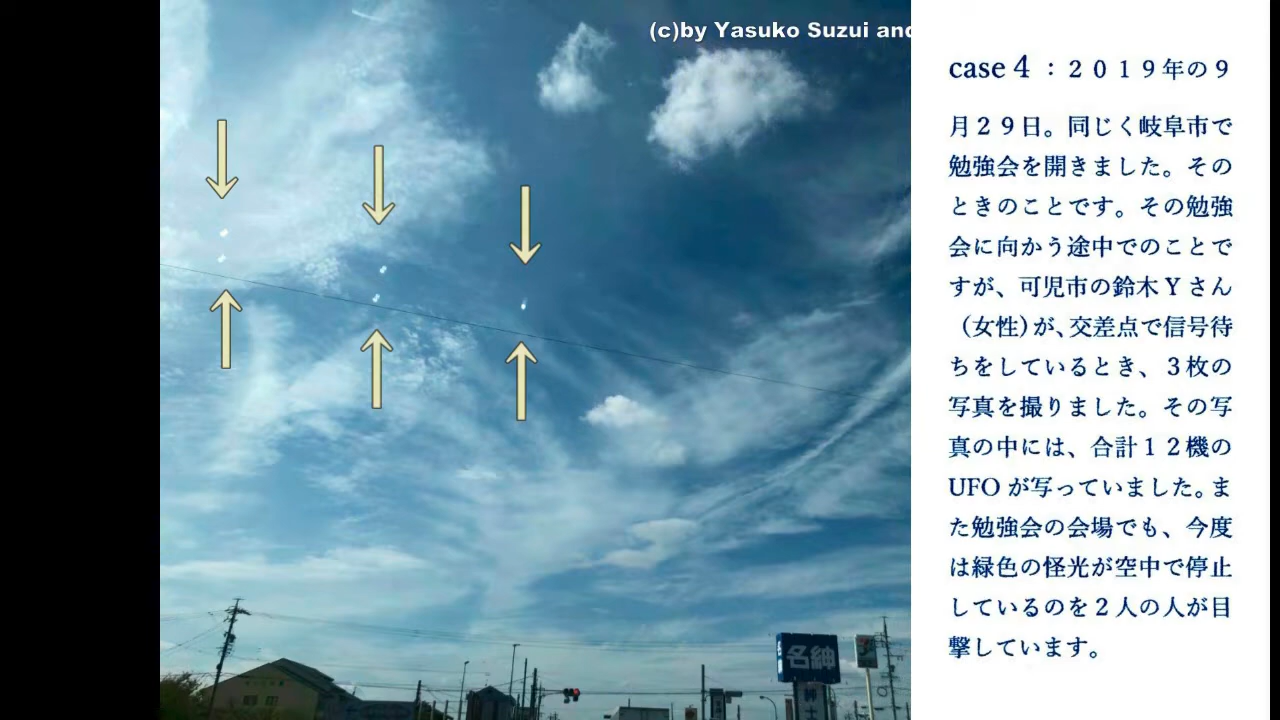 (c)by Yasuko Suzui and
case４：２０１９年の９
月２９日。同じく岐阜市で
勉強会を開きました。その
ときのことです。その勉強
会に向かう途中でのことで
すが、可児市の鈴木Ｙさん
（女性）が、交差点で信号待
ちをしているとき、３枚の
写真を撮りました。その写
真の中には、合計１２機の
UFO が写っていました。ま
た勉強会の会場でも、今度
は緑色の怪光が空中で停止
しているのを２人の人が目
撃しています。
名紳